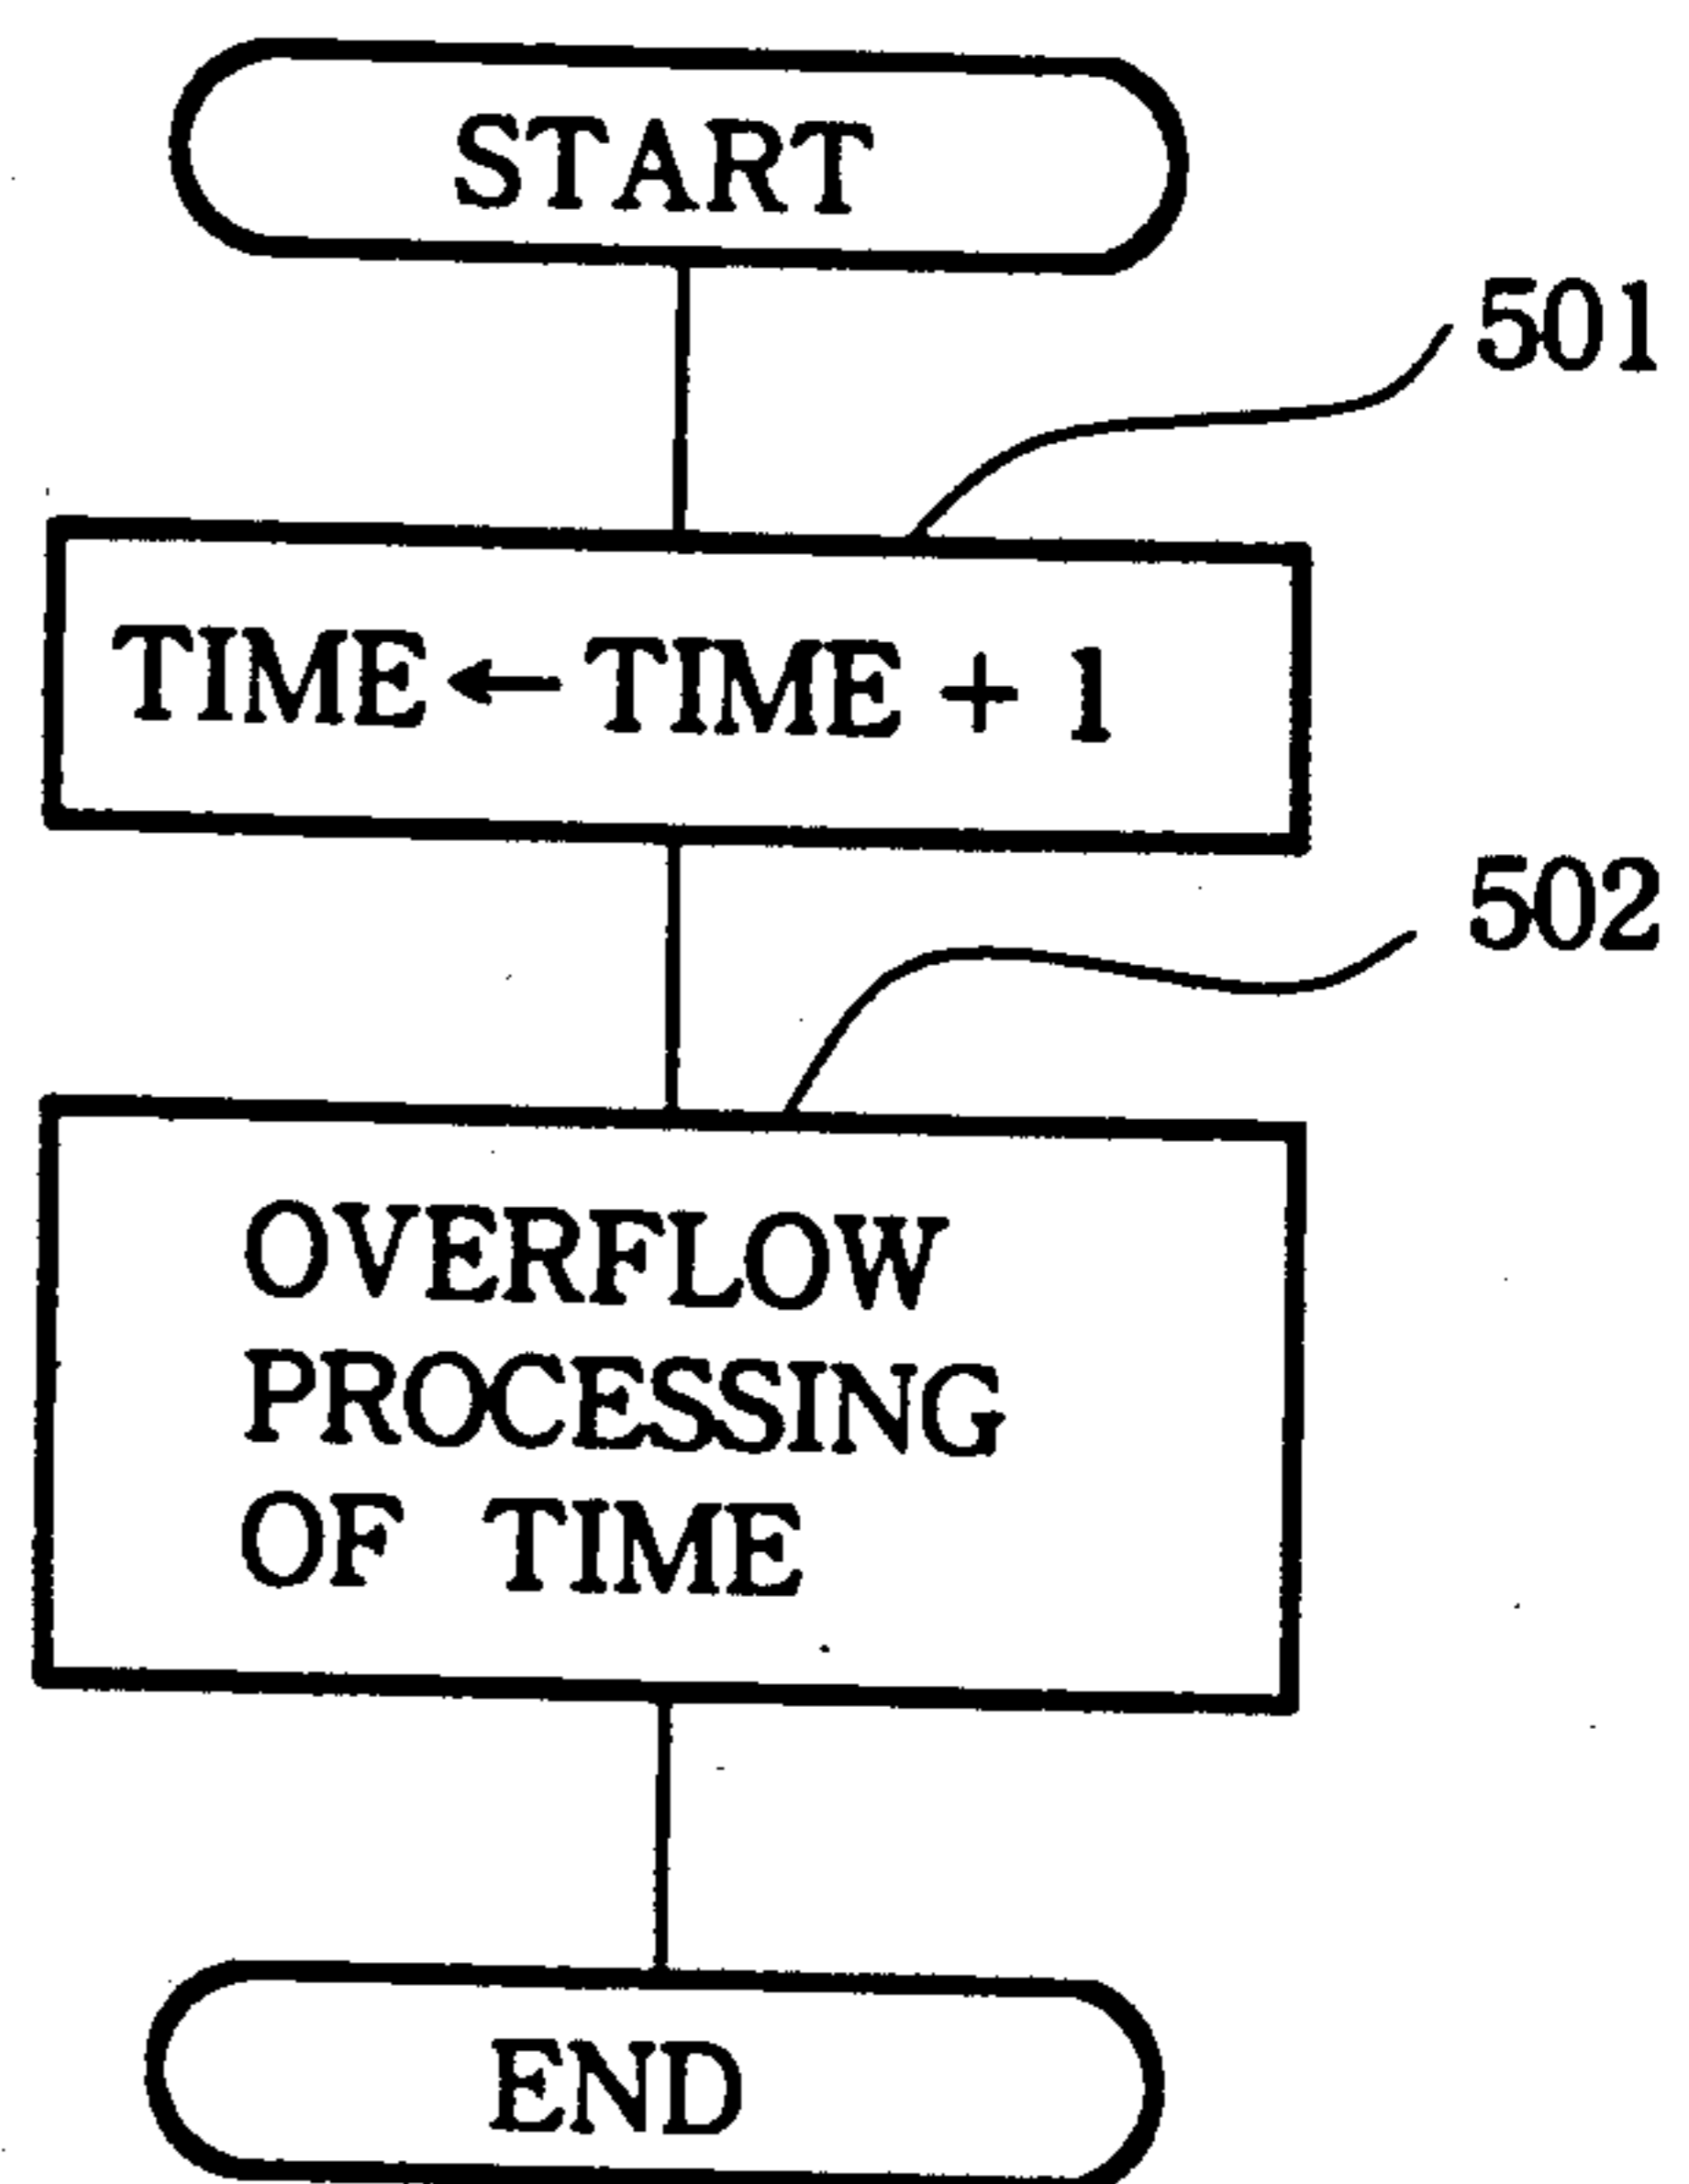 START
501
TIME ← TIME + 1
502
OVERFLOW
PROCESSING
OF TIME
END